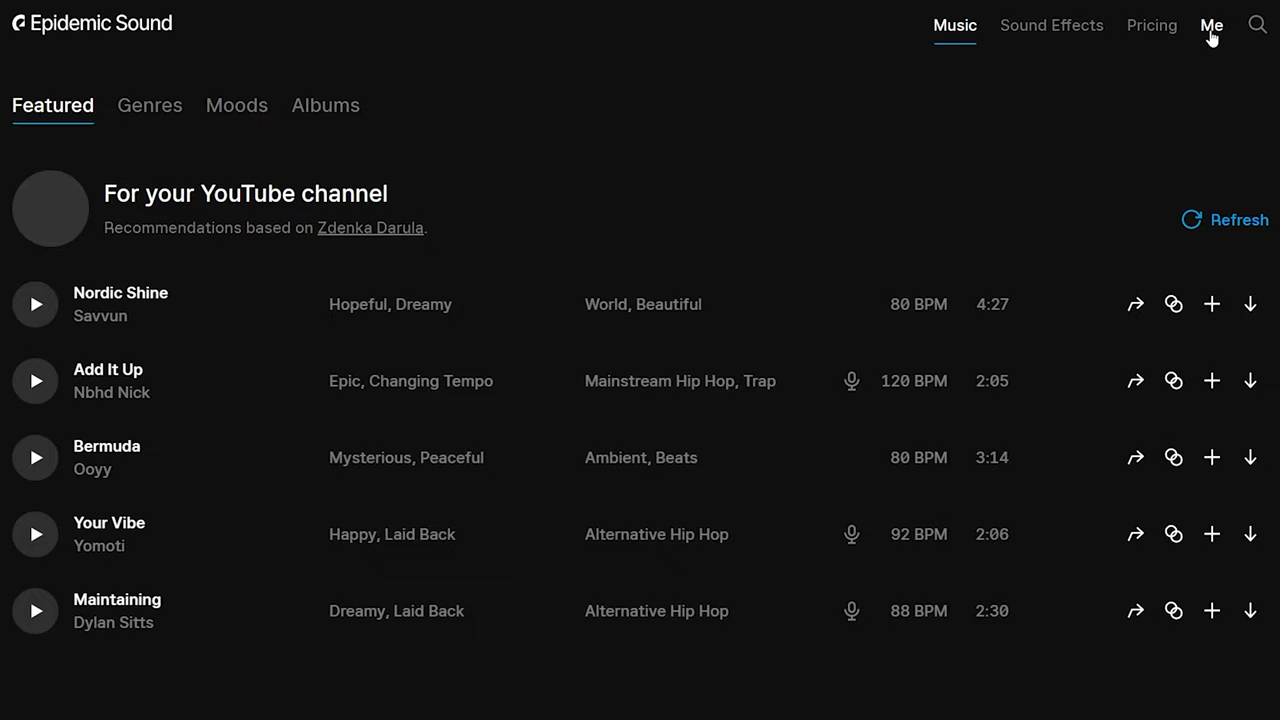 Epidemic Sound
Music Sound Effects Pricing Me
Featured Genres Moods Albums
For your YouTube channel
Recommendations based on Zdenka Darula.
Refresh
Nordic Shine
Savvun
Hopeful, Dreamy
World, Beautiful
80 BPM
4:27
Add It Up
Nbhd Nick
Epic, Changing Tempo
Mainstream Hip Hop, Trap
120 BPM
2:05
Bermuda
Ooyy
Mysterious, Peaceful
Ambient, Beats
80 BPM
3:14
Your Vibe
Yomoti
Happy, Laid Back
Alternative Hip Hop
92 BPM
2:06
Maintaining
Dylan Sitts
Dreamy, Laid Back
Alternative Hip Hop
88 BPM
2:30